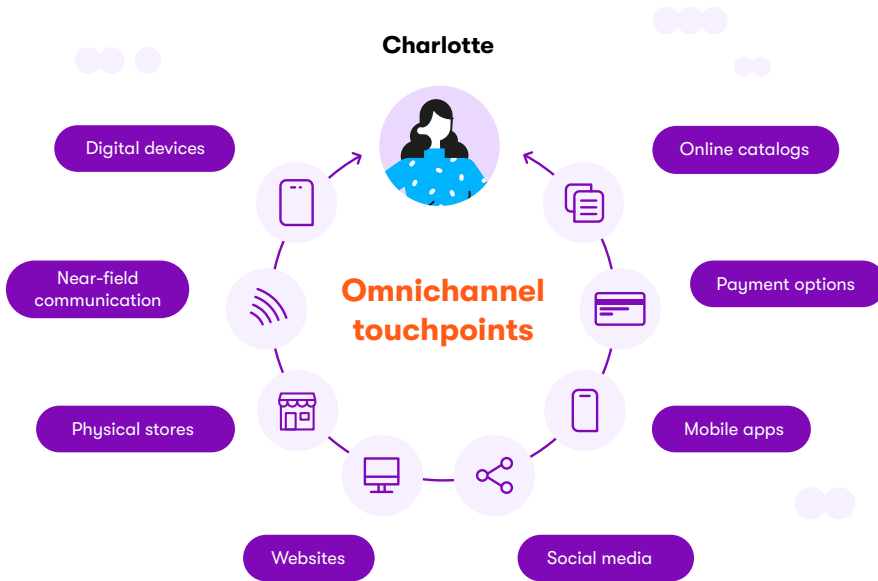 Charlotte
Digital devices
Online catalogs
Near-field
communication
Omnichannel
touchpoints
Payment options
Physical stores
Mobile apps
Websites
Social media